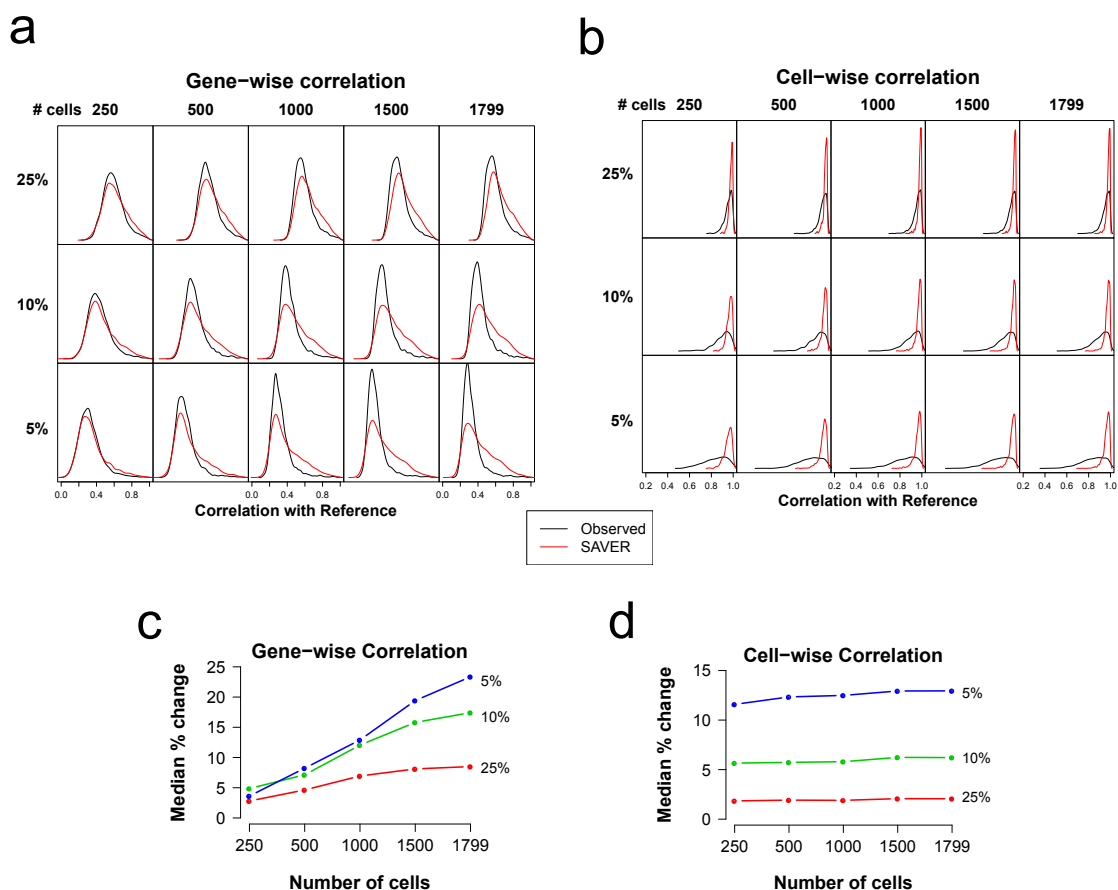 a
Gene−wise correlation
# cells 250 500 1000 1500 1799
25%
10%
5%
0.0 0.4 0.8 0.0 0.4 0.8 0.0 0.4 0.8
Correlation with Reference
b
Cell−wise correlation
# cells 250 500 1000 1500 1799
25%
10%
5%
0.2 0.4 0.6 0.8 1.0 0.2 0.4 0.6 0.8 1.0 0.2 0.4 0.6 0.8 1.0
Correlation with Reference
Observed
SAVER
c
Gene−wise Correlation
Median % change
25
20
15
10
5
0
5%
10%
25%
250 500 1000 1500 1799
Number of cells
d
Cell−wise Correlation
Median % change
15
10
5
0
5%
10%
25%
250 500 1000 1500 1799
Number of cells